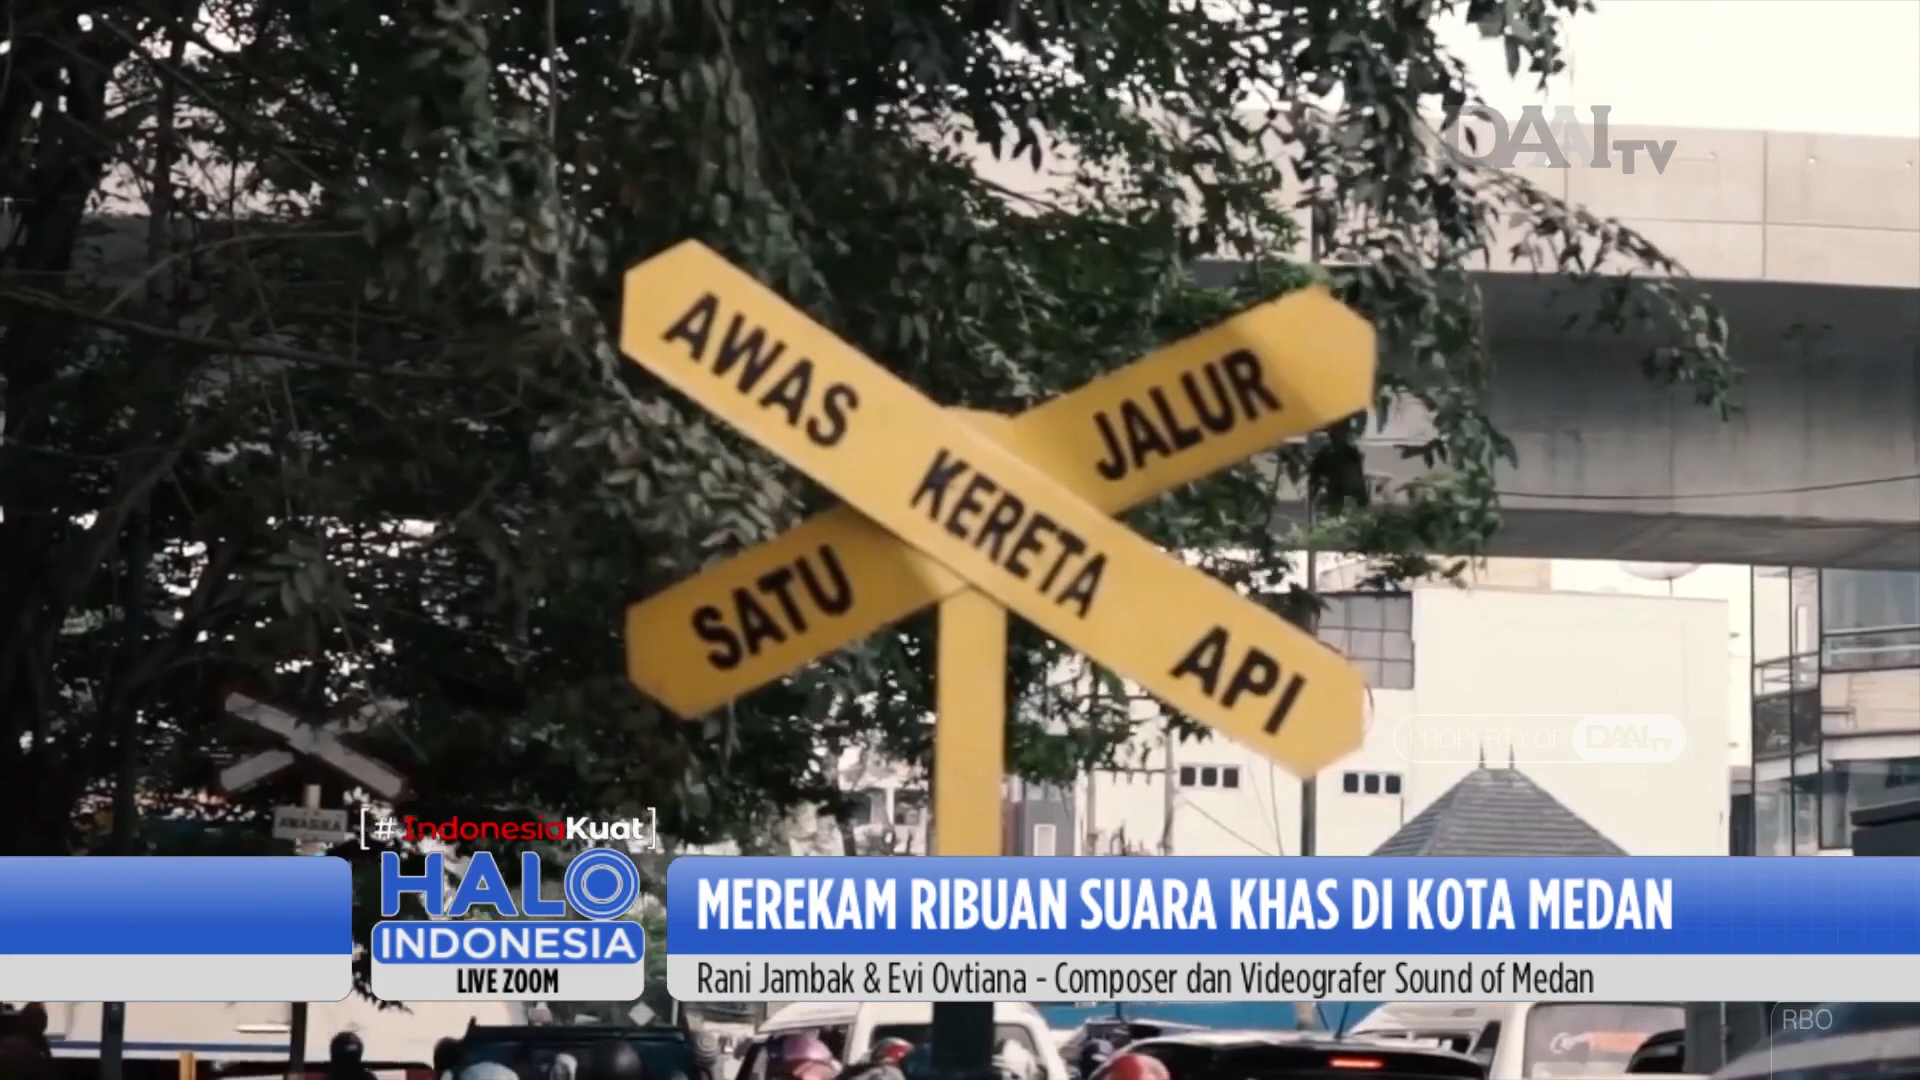 DAAI TV
AWAS KERETA API
SATU JALUR
PROPERTY OF DAAI TV
[#IndonesiaKuat]
HALO
INDONESIA
LIVE ZOOM
MEREKAM RIBUAN SUARA KHAS DI KOTA MEDAN
Rani Jambak & Evi Ovtiana - Composer dan Videografer Sound of Medan
RBO